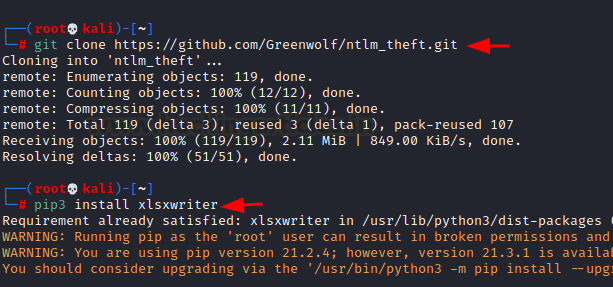 (root💀kali)-[~]
# git clone https://github.com/Greenwolf/ntlm_theft.git
Cloning into 'ntlm_theft'...
remote: Enumerating objects: 119, done.
remote: Counting objects: 100% (12/12), done.
remote: Compressing objects: 100% (11/11), done.
remote: Total 119 (delta 3), reused 3 (delta 1), pack-reused 107
Receiving objects: 100% (119/119), 2.11 MiB | 849.00 KiB/s, done.
Resolving deltas: 100% (51/51), done.
(root💀kali)-[~]
# pip3 install xlsxwriter
Requirement already satisfied: xlsxwriter in /usr/lib/python3/dist-packages (
WARNING: Running pip as the 'root' user can result in broken permissions and
WARNING: You are using pip version 21.2.4; however, version 21.3.1 is availa
You should consider upgrading via the '/usr/bin/python3 -m pip install --upgr